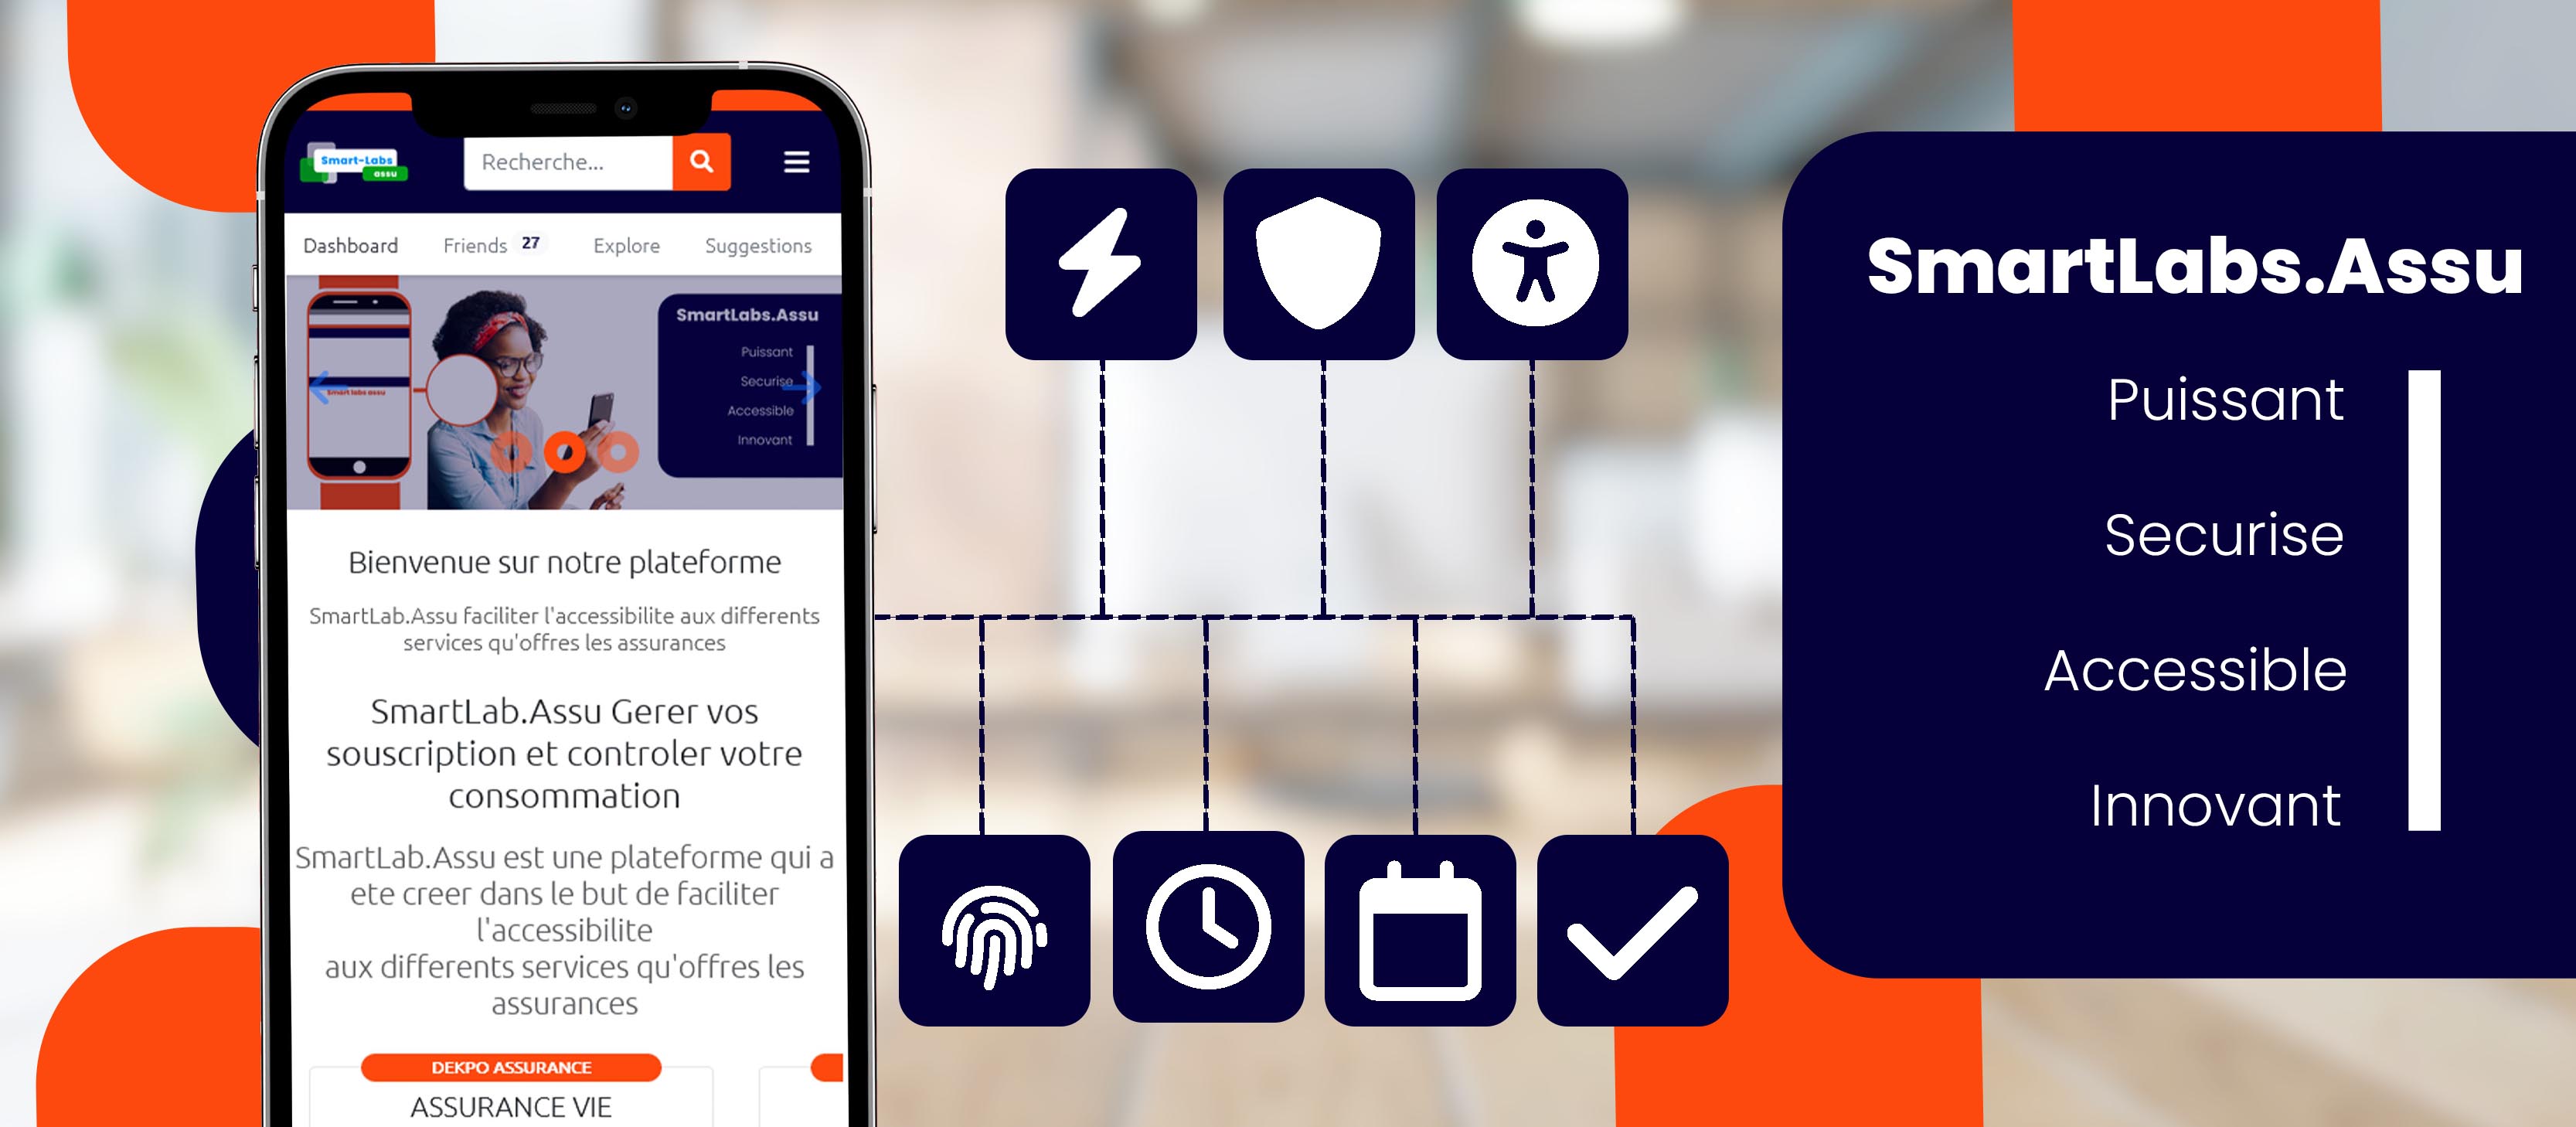 Smart-Labs
assu
Recherche...
Dashboard Friends 27 Explore Suggestions
Smart labs assu
SmartLabs.Assu
Puissant
Securise
Accessible
Innovant
Bienvenue sur notre plateforme
SmartLab.Assu faciliter l'accessibilite aux differents
services qu'offres les assurances
SmartLab.Assu Gerer vos
souscription et controler votre
consommation
SmartLab.Assu est une plateforme qui a
ete creer dans le but de faciliter
l'accessibilite
aux differents services qu'offres les
assurances
DEKPO ASSURANCE
ASSURANCE VIE
SmartLabs.Assu
Puissant
Securise
Accessible
Innovant